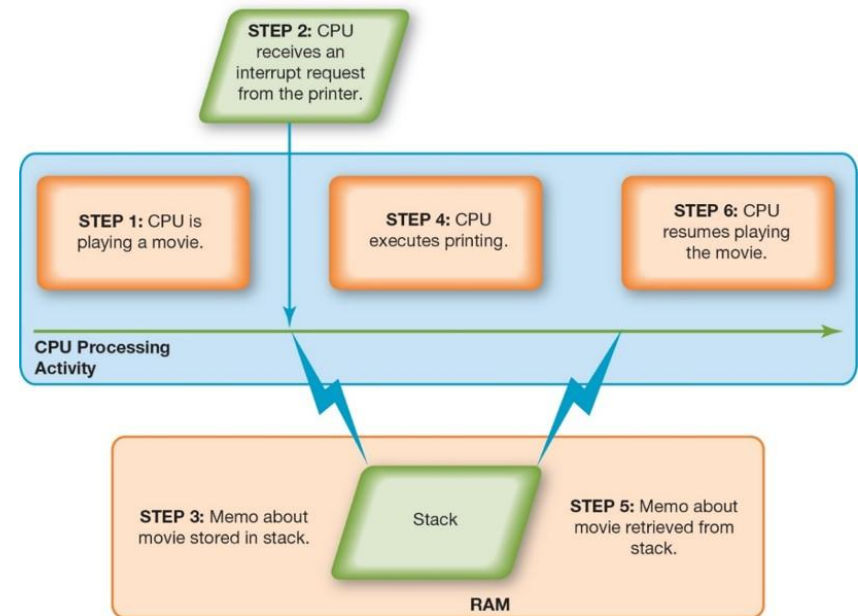 STEP 2: CPU
receives an
interrupt request
from the printer.
STEP 1: CPU is
playing a movie.
STEP 4: CPU
executes printing.
STEP 6: CPU
resumes playing
the movie.
CPU Processing
Activity
STEP 3: Memo about
movie stored in stack.
Stack
STEP 5: Memo about
movie retrieved from
stack.
RAM